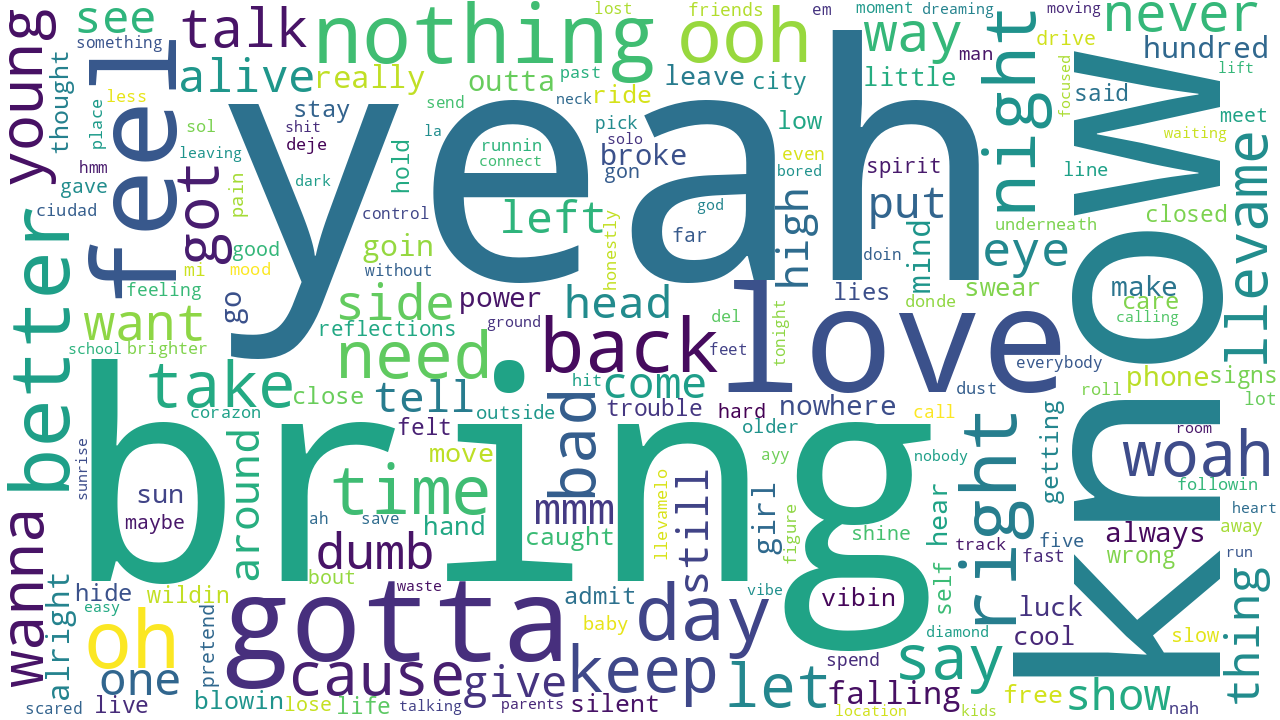 yeah
bring
know
love
gotta
nothing
ooh
feel
talk
see
something
alive
really
young
thought
better
wanna
got
want
take
need
side
back
time
dumb
cause
oh
one
keep
day
let
say
right
night
way
never
hundred
woah
show
thing
llevame
eye
put
high
head
left
come
tell
bad
mmm
give
still
mind
power
girl
around
alright
falling
silent
free
always
cool
luck
wrong
phone
signs
swear
make
care
calling
closed
meet
said
line
underneath
drive
man
focused
moving
dreaming
moment
em
friends
lost
past
outta
ride
leave
city
little
low
neck
pick
solo
broke
gon
runnin
connect
send
la
stay
shit
deje
dark
hold
pain
control
goin
without
good
mood
mi
go
feeling
ciudad
gave
hmm
leaving
sol
less
place
reflections
ground
school
brighter
close
corazon
felt
move
outside
hit
trouble
hard
older
nowhere
call
dust
everybody
roll
lot
room
nobody
getting
followin
heart
away
run
five
fast
track
hear
self
shine
figure
ayy
vibin
vibe
diamond
slow
spend
location
kids
nah
baby
admit
parents
talking
waste
caught
hand
save
ah
llevamelo
bout
pretend
wildin
hide
easy
scared
live
blowin
lose
life
sun
maybe
sunrise
spirit
far
god
honestly
even
bored
doin
donde
lies
tonight
del
feet
lift
waiting
.